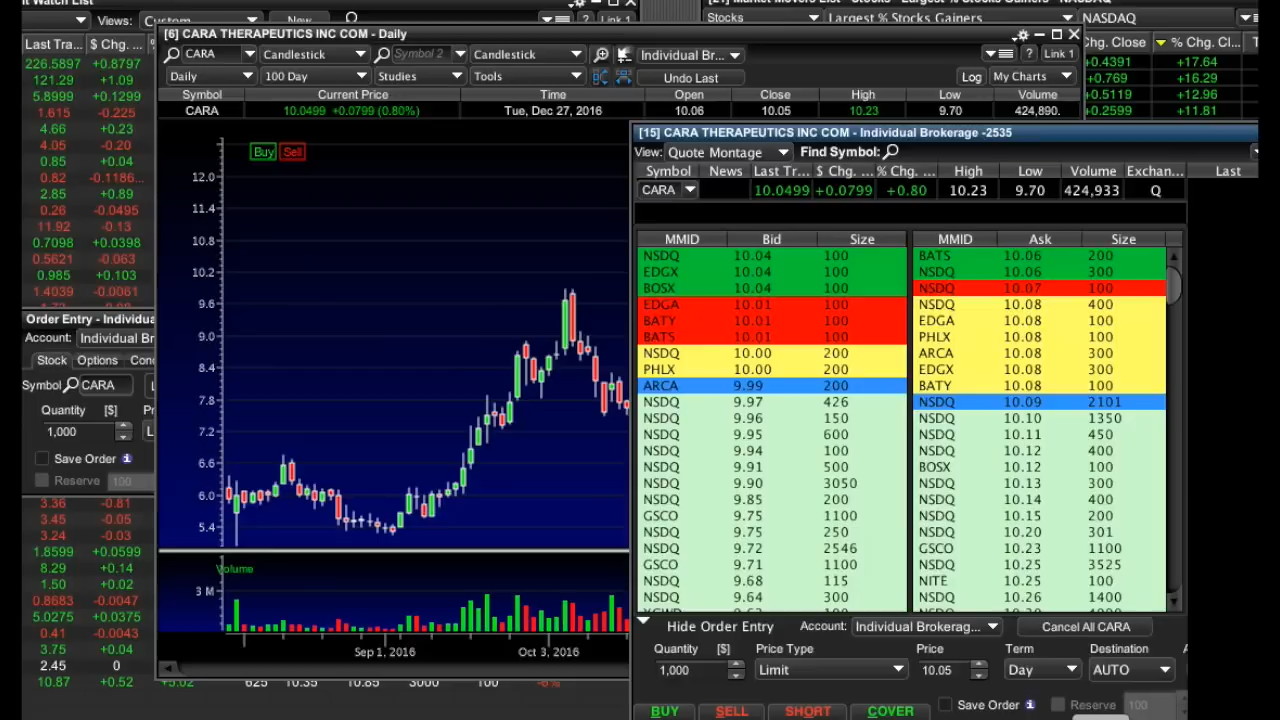 Views: Custom New Link 1
Stocks Largest % Stocks Gainers NASDAQ
[6] CARA THERAPEUTICS INC COM - Daily
Last Tra... $ Chg. ...
Chg. Close % Chg. Cl...
CARA Candlestick Symbol 2 Candlestick Individual Br... ? Link 1
Daily 100 Day Studies Tools Undo Last Log My Charts
Symbol Current Price Time Open Close High Low Volume
CARA 10.0499 +0.0799 (0.80%) Tue, Dec 27, 2016 10.06 10.05 10.23 9.70 424,890.
226.5897 +0.8797
121.29 +1.09
5.8999 +0.1299
1.615 -0.225
4.66 +0.23
4.05 -0.20
0.85 +0.04
0.82 -0.1186...
2.85 +0.89
0.26 -0.0495
11.92 -0.13
0.7098 +0.0398
0.5621 -0.063
0.985 +0.103
1.4039 -0.0061
+0.4391 +17.64
+0.769 +16.29
+0.5119 +12.96
+0.2599 +11.81
Order Entry - Individua
Account: Individual Br
Stock Options Con
Symbol CARA
Quantity [$]
1,000
Save Order
Reserve 100
3.36 -0.81
3.45 -0.05
3.24 -0.03
1.8599 +0.0599
8.29 +0.14
1.50 +0.02
0.8683 -0.0047
5.0275 +0.0375
0.41 -0.0043
3.75 +0.04
2.45 0
10.87 +0.52 +5.02 625 10.35 10.85 3000 100 -6%
Buy Sell
12.0
11.4
10.8
10.2
9.6
9.0
8.4
7.8
7.2
6.6
6.0
5.4
Volume
3 M
Sep 1, 2016 Oct 3, 2016
[15] CARA THERAPEUTICS INC COM - Individual Brokerage -2535
View: Quote Montage Find Symbol:
Symbol News Last Tr... $ Chg. ... % Chg. ... High Low Volume Exchan... Last
CARA 10.0499 +0.0799 +0.80 10.23 9.70 424,933 Q
MMID Bid Size MMID Ask Size
NSDQ 10.04 100 BATS 10.06 200
EDGX 10.04 100 NSDQ 10.06 300
BOSX 10.04 100 NSDQ 10.07 100
EDGA 10.01 100 NSDQ 10.08 400
BATY 10.01 100 EDGA 10.08 100
BATS 10.01 100 PHLX 10.08 100
NSDQ 10.00 200 ARCA 10.08 300
PHLX 10.00 200 EDGX 10.08 300
ARCA 9.99 200 BATY 10.08 100
NSDQ 9.97 426 NSDQ 10.09 2101
NSDQ 9.96 150 NSDQ 10.10 1350
NSDQ 9.95 600 NSDQ 10.11 450
NSDQ 9.94 100 NSDQ 10.12 400
NSDQ 9.91 500 BOSX 10.12 100
NSDQ 9.90 3050 NSDQ 10.13 300
NSDQ 9.85 200 NSDQ 10.14 400
GSCO 9.75 1100 NSDQ 10.15 200
NSDQ 9.75 250 NSDQ 10.20 301
NSDQ 9.72 2546 GSCO 10.23 1100
GSCO 9.71 1100 NSDQ 10.25 3525
NSDQ 9.68 115 NITE 10.25 100
NSDQ 9.64 300 NSDQ 10.26 1400
Hide Order Entry Account: Individual Brokerag... Cancel All CARA
Quantity [$] Price Type Price Term Destination
1,000 Limit 10.05 Day AUTO
Save Order Reserve 100
BUY SELL SHORT COVER